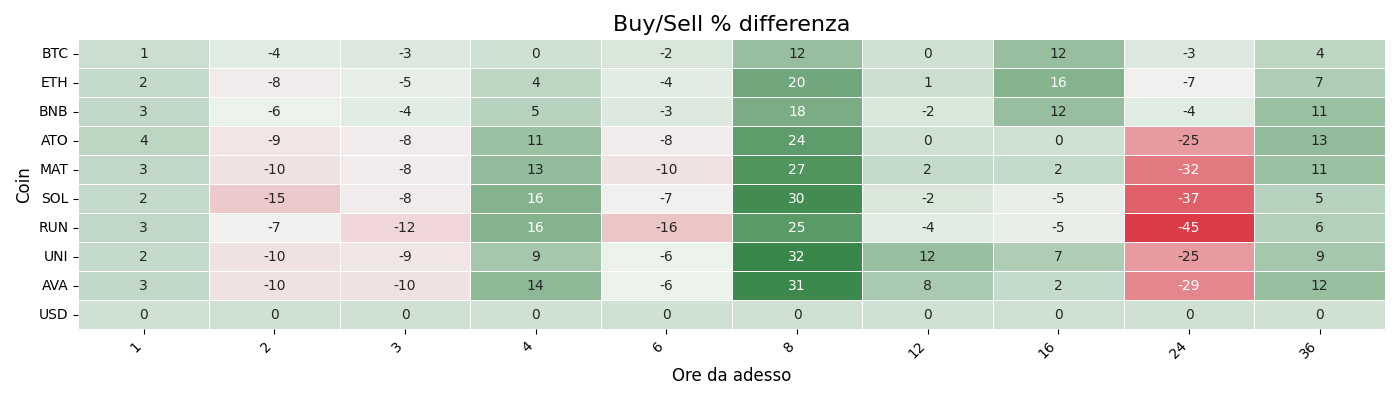 Buy/Sell % differenza
BTC 1 -4 -3 0 -2 12 0 12 -3 4
ETH 2 -8 -5 4 -4 20 1 16 -7 7
BNB 3 -6 -4 5 -3 18 -2 12 -4 11
ATO 4 -9 -8 11 -8 24 0 0 -25 13
MAT 3 -10 -8 13 -10 27 2 2 -32 11
SOL 2 -15 -8 16 -7 30 -2 -5 -37 5
RUN 3 -7 -12 16 -16 25 -4 -5 -45 6
UNI 2 -10 -9 9 -6 32 12 7 -25 9
AVA 3 -10 -10 14 -6 31 8 2 -29 12
USD 0 0 0 0 0 0 0 0 0 0
Coin
1 2 3 4 6 8 12 16 24 36
Ore da adesso